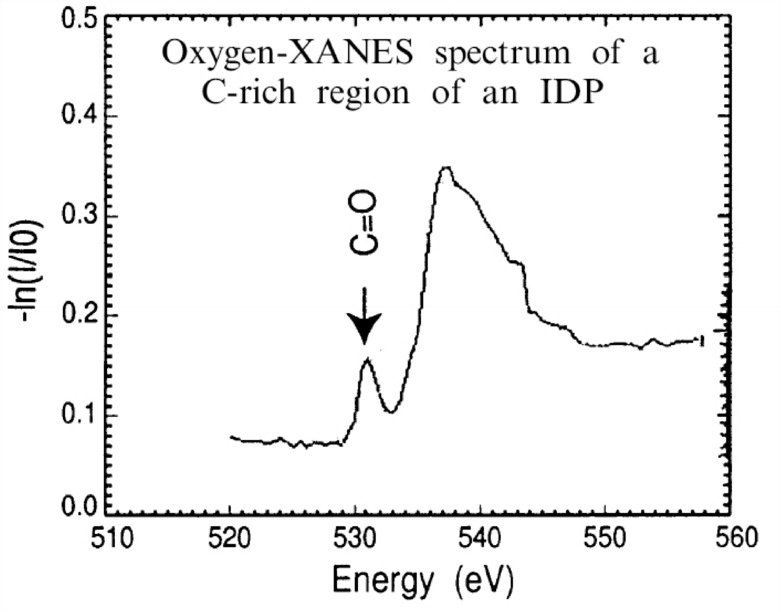 Oxygen-XANES spectrum of a
C-rich region of an IDP
C=O
-ln(I/I0)
0.5
0.4
0.3
0.2
0.1
0.0
510 520 530 540 550 560
Energy (eV)